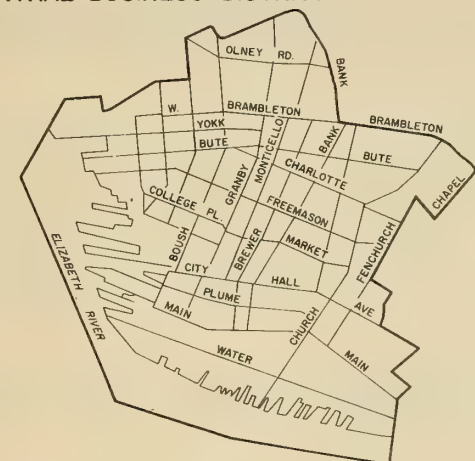 OLNEY RD.
BANK
W. BRAMBLETON
BRAMBLETON
YORK
BUTE
BUTE
BANK
MONTICELLO
GRANBY
CHARLOTTE
CHAPEL
COLLEGE PL.
FREEMASON
BOUSH
BREWER
MARKET
FENCHURCH
ELIZABETH
RIVER
CITY HALL AVE
PLUME
MAIN
CHURCH
MAIN
WATER